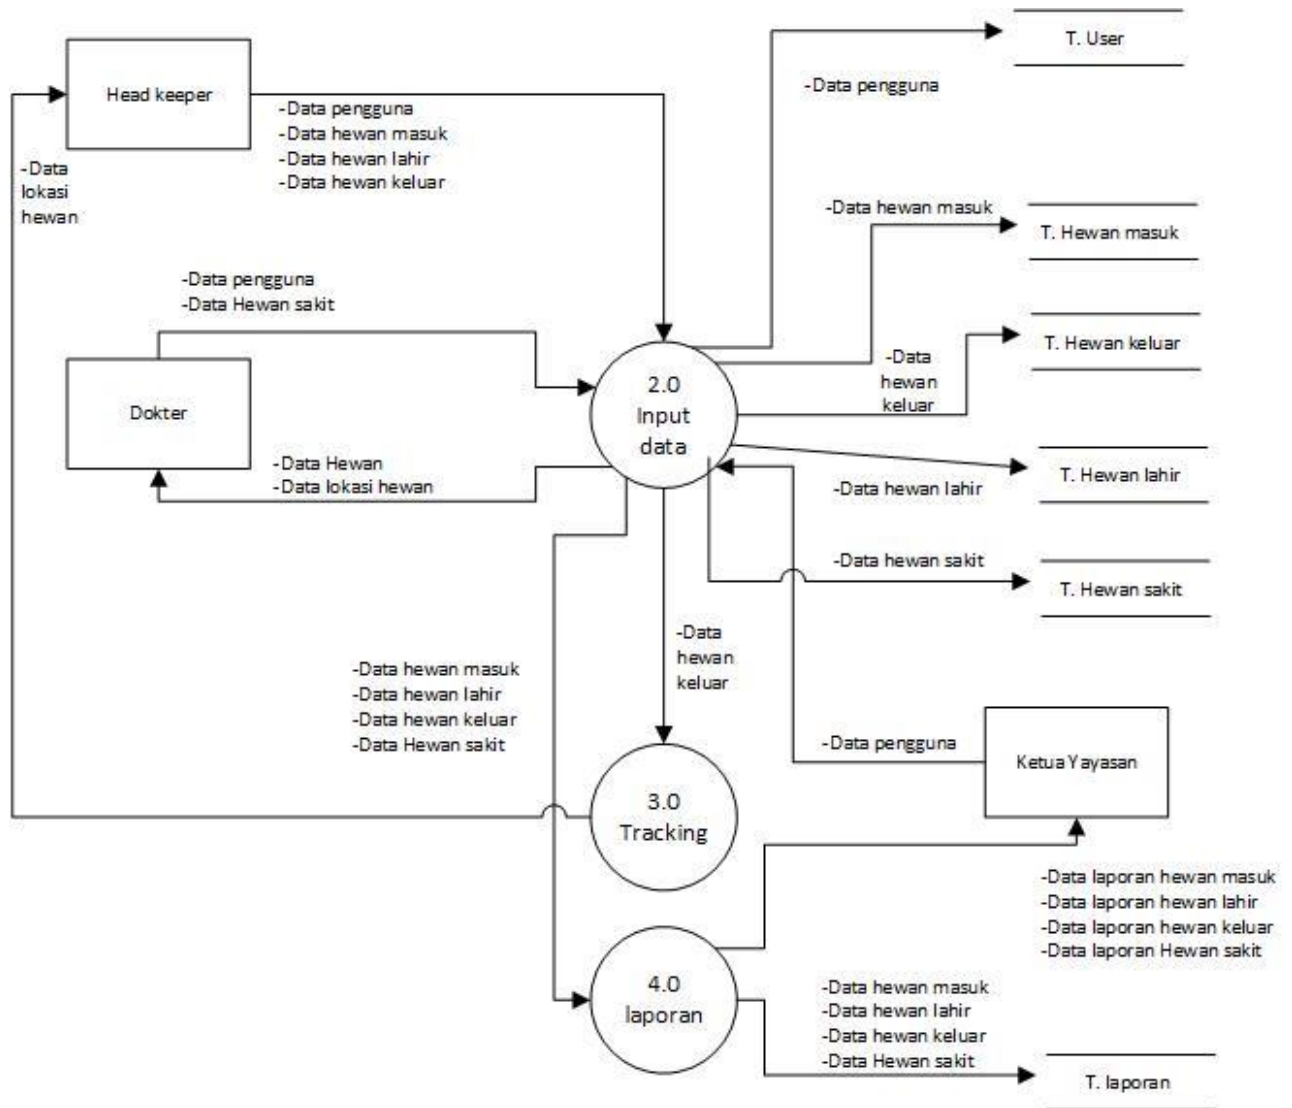 T. User
Head keeper
-Data pengguna
-Data pengguna
-Data hewan masuk
-Data hewan lahir
-Data hewan keluar
-Data
lokasi
hewan
-Data hewan masuk
T. Hewan masuk
-Data pengguna
-Data Hewan sakit
T. Hewan keluar
-Data
hewan
keluar
2.0
Input
data
Dokter
-Data Hewan
-Data lokasi hewan
T. Hewan lahir
-Data hewan lahir
-Data hewan sakit
T. Hewan sakit
-Data
hewan
keluar
-Data hewan masuk
-Data hewan lahir
-Data hewan keluar
-Data Hewan sakit
-Data pengguna
Ketua Yayasan
3.0
Tracking
-Data laporan hewan masuk
-Data laporan hewan lahir
-Data laporan hewan keluar
-Data laporan Hewan sakit
4.0
laporan
-Data hewan masuk
-Data hewan lahir
-Data hewan keluar
-Data Hewan sakit
T. laporan